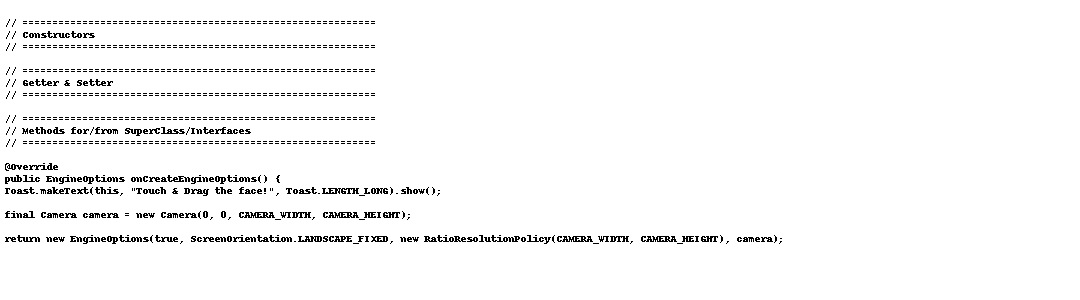 // ===========================================================
// Constructors
// ===========================================================
// ===========================================================
// Getter & Setter
// ===========================================================
// ===========================================================
// Methods for/from SuperClass/Interfaces
// ===========================================================
@Override
public EngineOptions onCreateEngineOptions() {
Toast.makeText(this, "Touch & Drag the face!", Toast.LENGTH_LONG).show();
final Camera camera = new Camera(0, 0, CAMERA_WIDTH, CAMERA_HEIGHT);
return new EngineOptions(true, ScreenOrientation.LANDSCAPE_FIXED, new RatioResolutionPolicy(CAMERA_WIDTH, CAMERA_HEIGHT), camera);